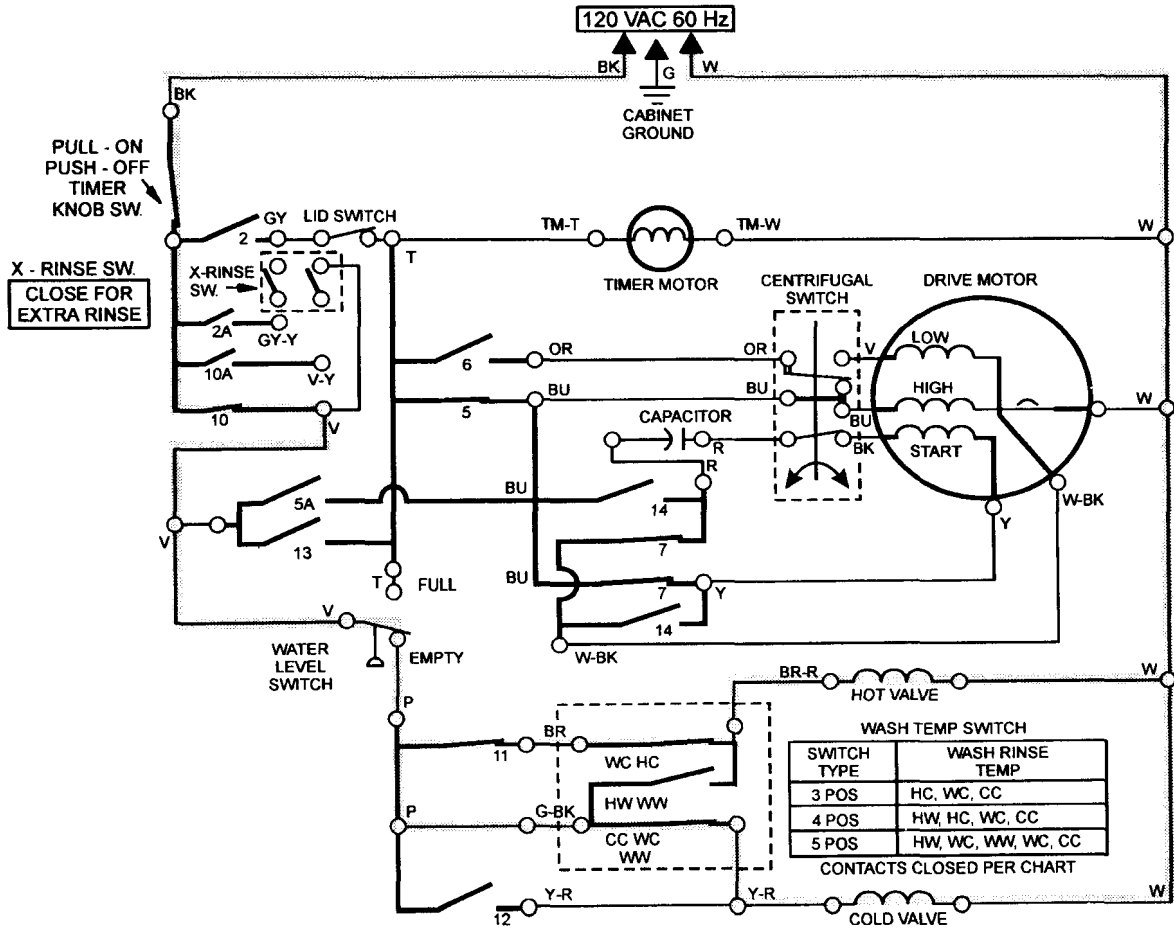 120 VAC 60 Hz
BK
G
W
CABINET
GROUND
BK
PULL - ON
PUSH - OFF
TIMER
KNOB SW.
GY
LID SWITCH
2
T
TM-T
TM-W
W
TIMER MOTOR
X - RINSE SW.
CLOSE FOR
EXTRA RINSE
X-RINSE
SW.
CENTRIFUGAL
SWITCH
DRIVE MOTOR
2A
GY-Y
6
OR
OR
V
LOW
10A
V-Y
10
V
5
BU
BU
BU
HIGH
W
CAPACITOR
R
BK
START
R
5A
BU
14
W-BK
Y
V
13
7
T
FULL
BU
7
Y
V
14
WATER
LEVEL
SWITCH
EMPTY
W-BK
BR-R
HOT VALVE
W
P
11
BR
WC HC
HW WW
P
G-BK
CC WC
WW
WASH TEMP SWITCH
SWITCH TYPE
WASH RINSE TEMP
3 POS HC, WC, CC
4 POS HW, HC, WC, CC
5 POS HW, WC, WW, WC, CC
CONTACTS CLOSED PER CHART
12
Y-R
Y-R
COLD VALVE
W